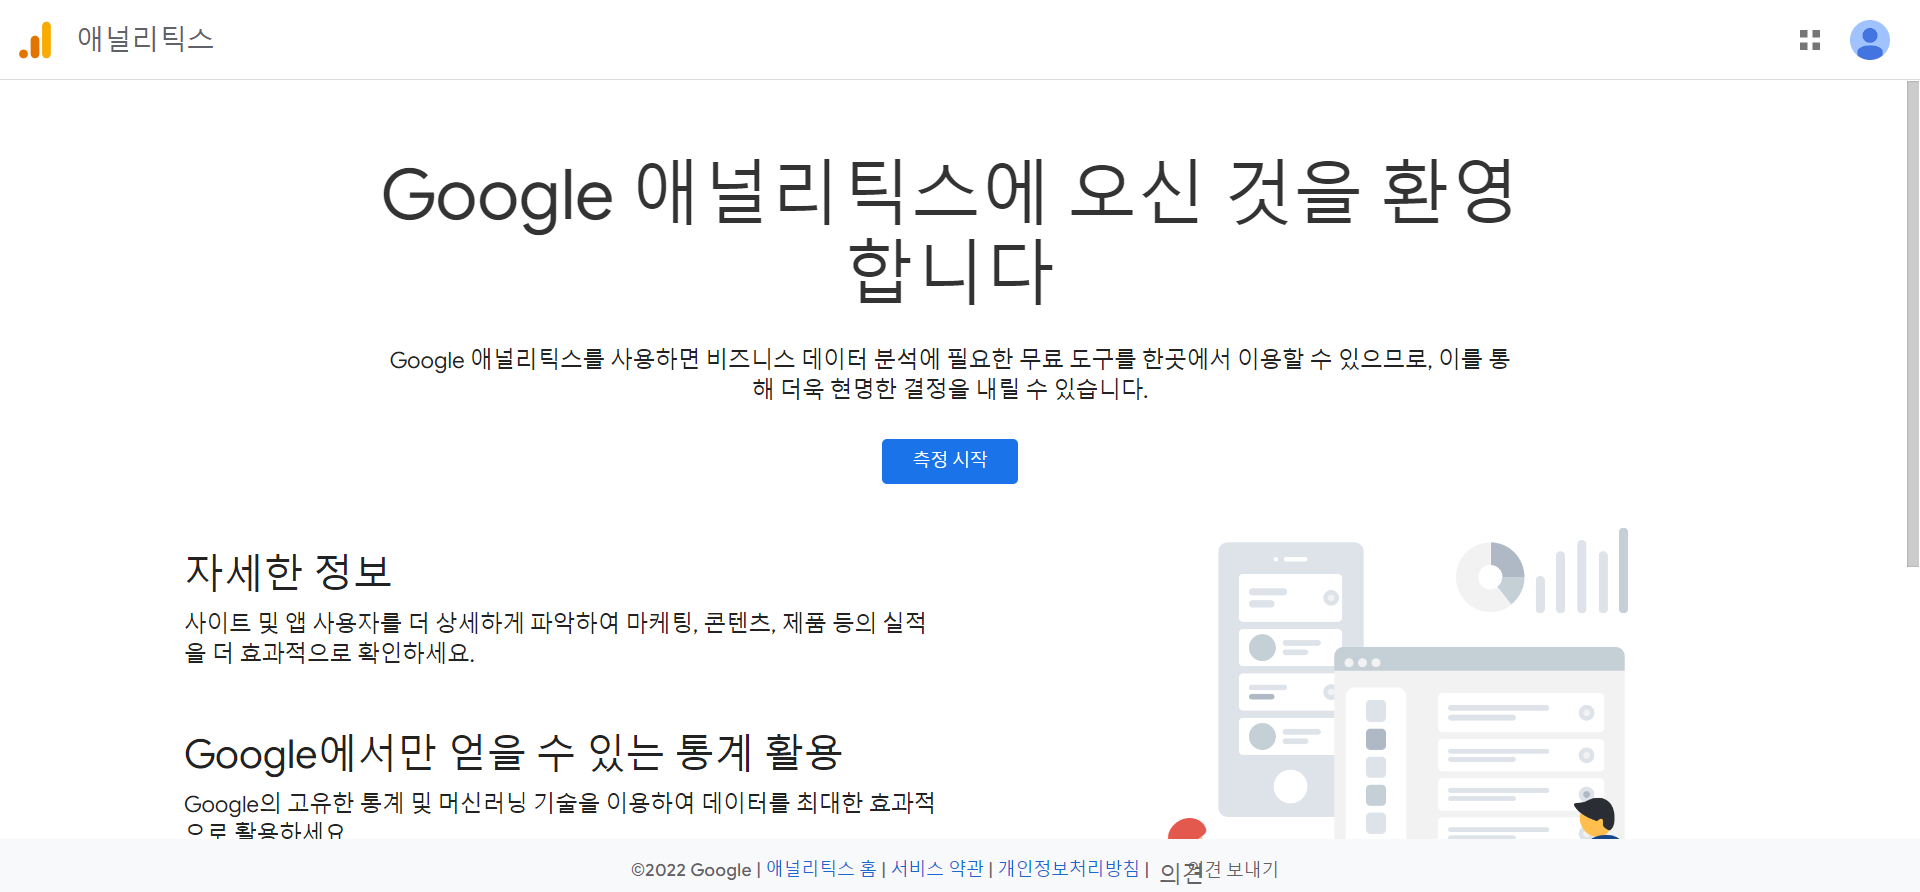 애널리틱스
Google 애널리틱스에 오신 것을 환영
합니다
Google 애널리틱스를 사용하면 비즈니스 데이터 분석에 필요한 무료 도구를 한곳에서 이용할 수 있으므로, 이를 통
해 더욱 현명한 결정을 내릴 수 있습니다.
측정 시작
자세한 정보
사이트 및 앱 사용자를 더 상세하게 파악하여 마케팅, 콘텐츠, 제품 등의 실적
을 더 효과적으로 확인하세요.
Google에서만 얻을 수 있는 통계 활용
Google의 고유한 통계 및 머신러닝 기술을 이용하여 데이터를 최대한 효과적
으로 활용하세요
©2022 Google | 애널리틱스 홈 | 서비스 약관 | 개인정보처리방침 | 의견 의견 보내기